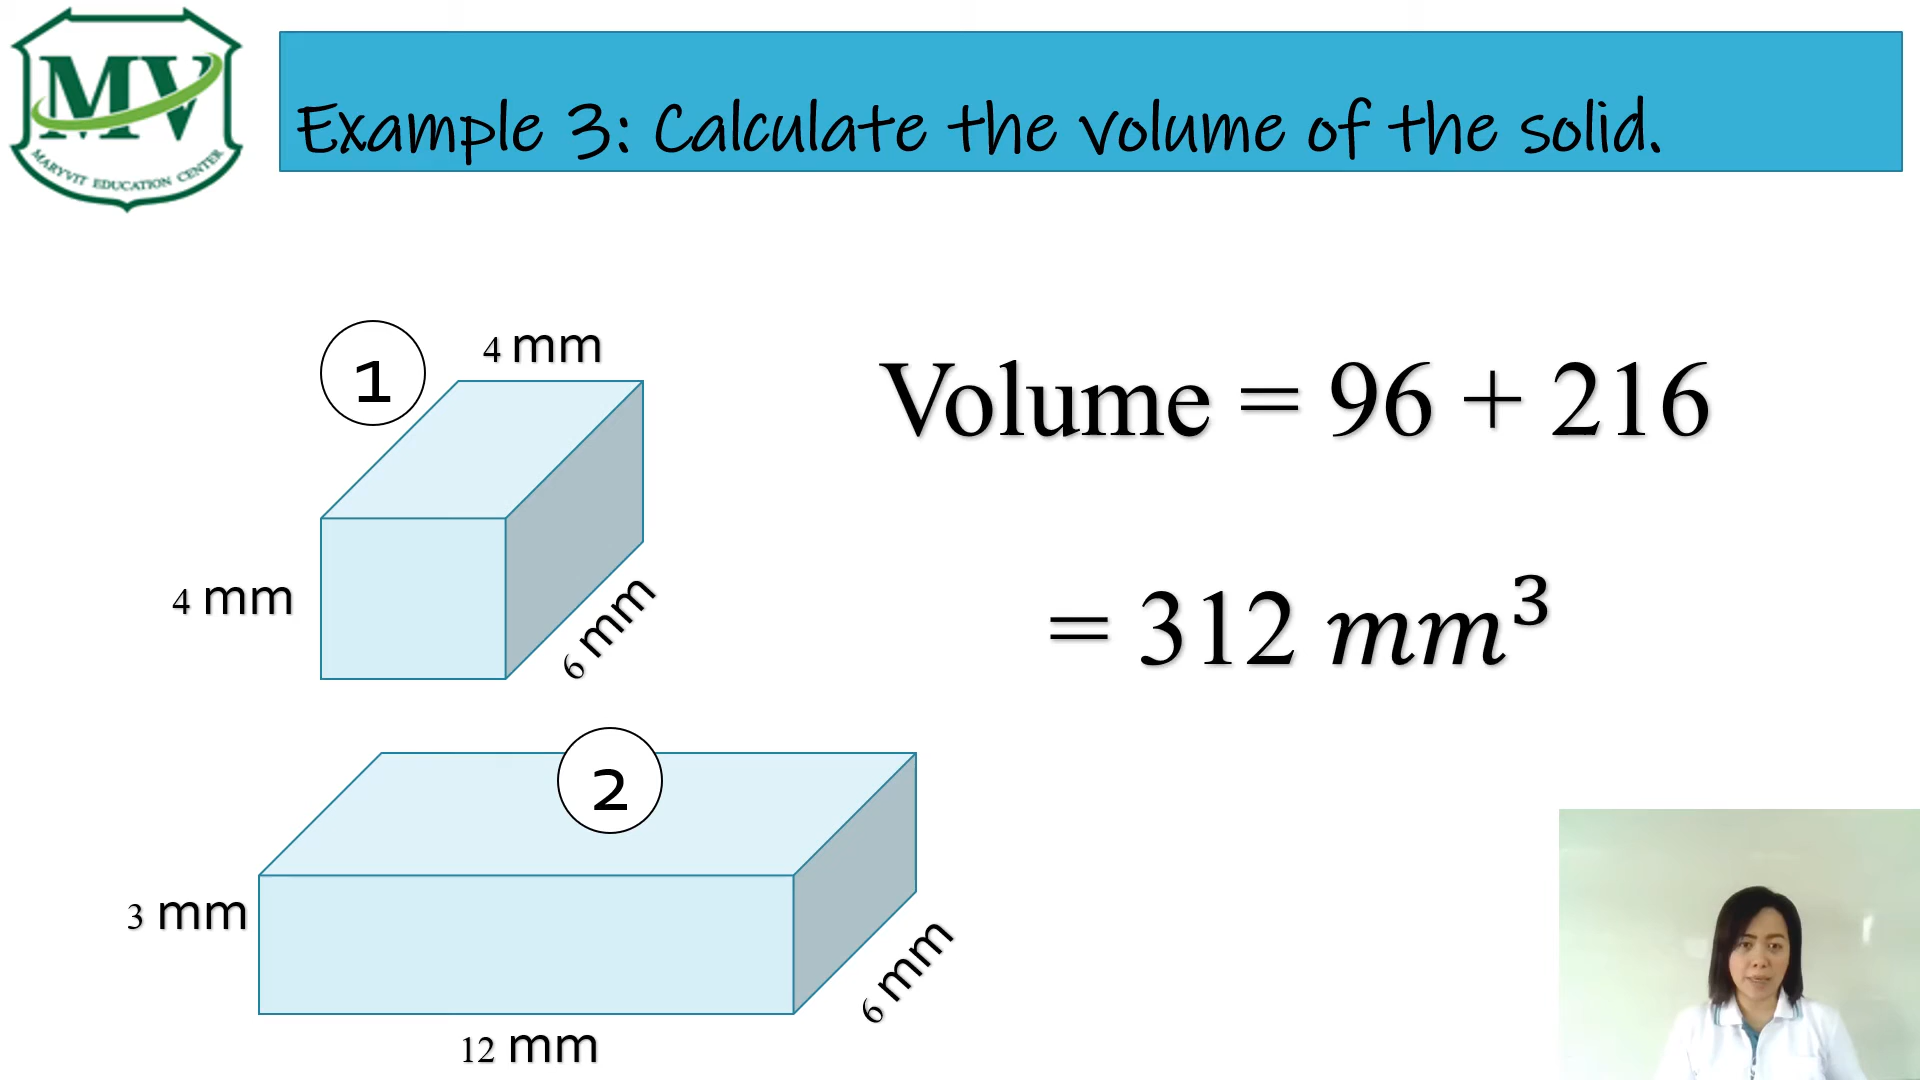 MV
MARYVIT EDUCATION CENTER
Example 3: Calculate the volume of the solid.
1
4 mm
4 mm
6 mm
Volume = 96 + 216
= 312 mm³
2
3 mm
6 mm
12 mm